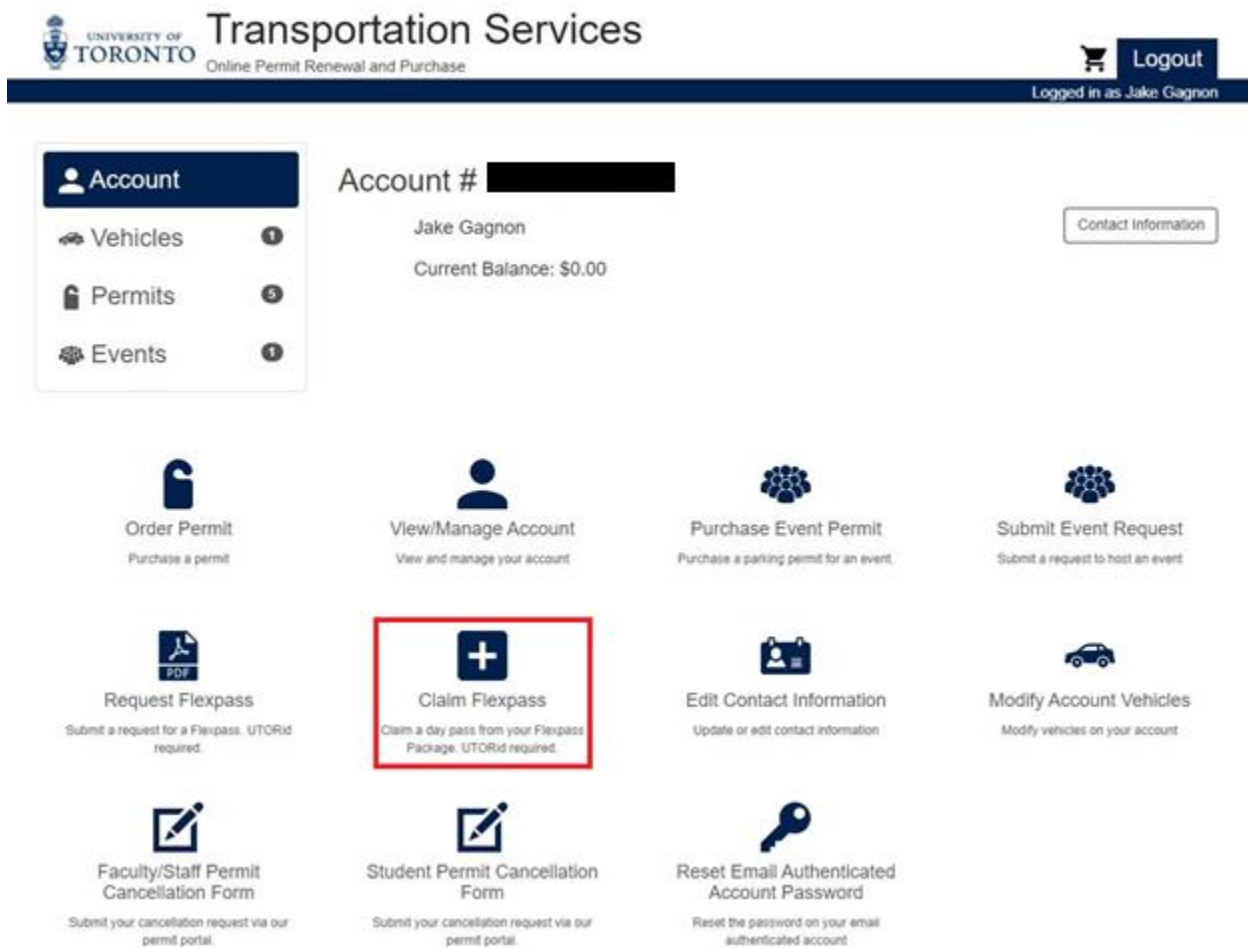 UNIVERSITY OF
TORONTO
Transportation Services
Online Permit Renewal and Purchase
Logout
Logged in as Jake Gagnon
Account
Vehicles 1
Permits 5
Events 1
Account #
Jake Gagnon
Current Balance: $0.00
Contact Information
Order Permit
Purchase a permit
View/Manage Account
View and manage your account
Purchase Event Permit
Purchase a parking permit for an event.
Submit Event Request
Submit a request to host an event
PDF
Request Flexpass
Submit a request for a Flexpass. UTORid
required.
Claim Flexpass
Claim a day pass from your Flexpass
Package. UTORid required.
Edit Contact Information
Update or edit contact information
Modify Account Vehicles
Modify vehicles on your account
Faculty/Staff Permit
Cancellation Form
Submit your cancellation request via our
permit portal.
Student Permit Cancellation
Form
Submit your cancellation request via our
permit portal.
Reset Email Authenticated
Account Password
Reset the password on your email
authenticated account